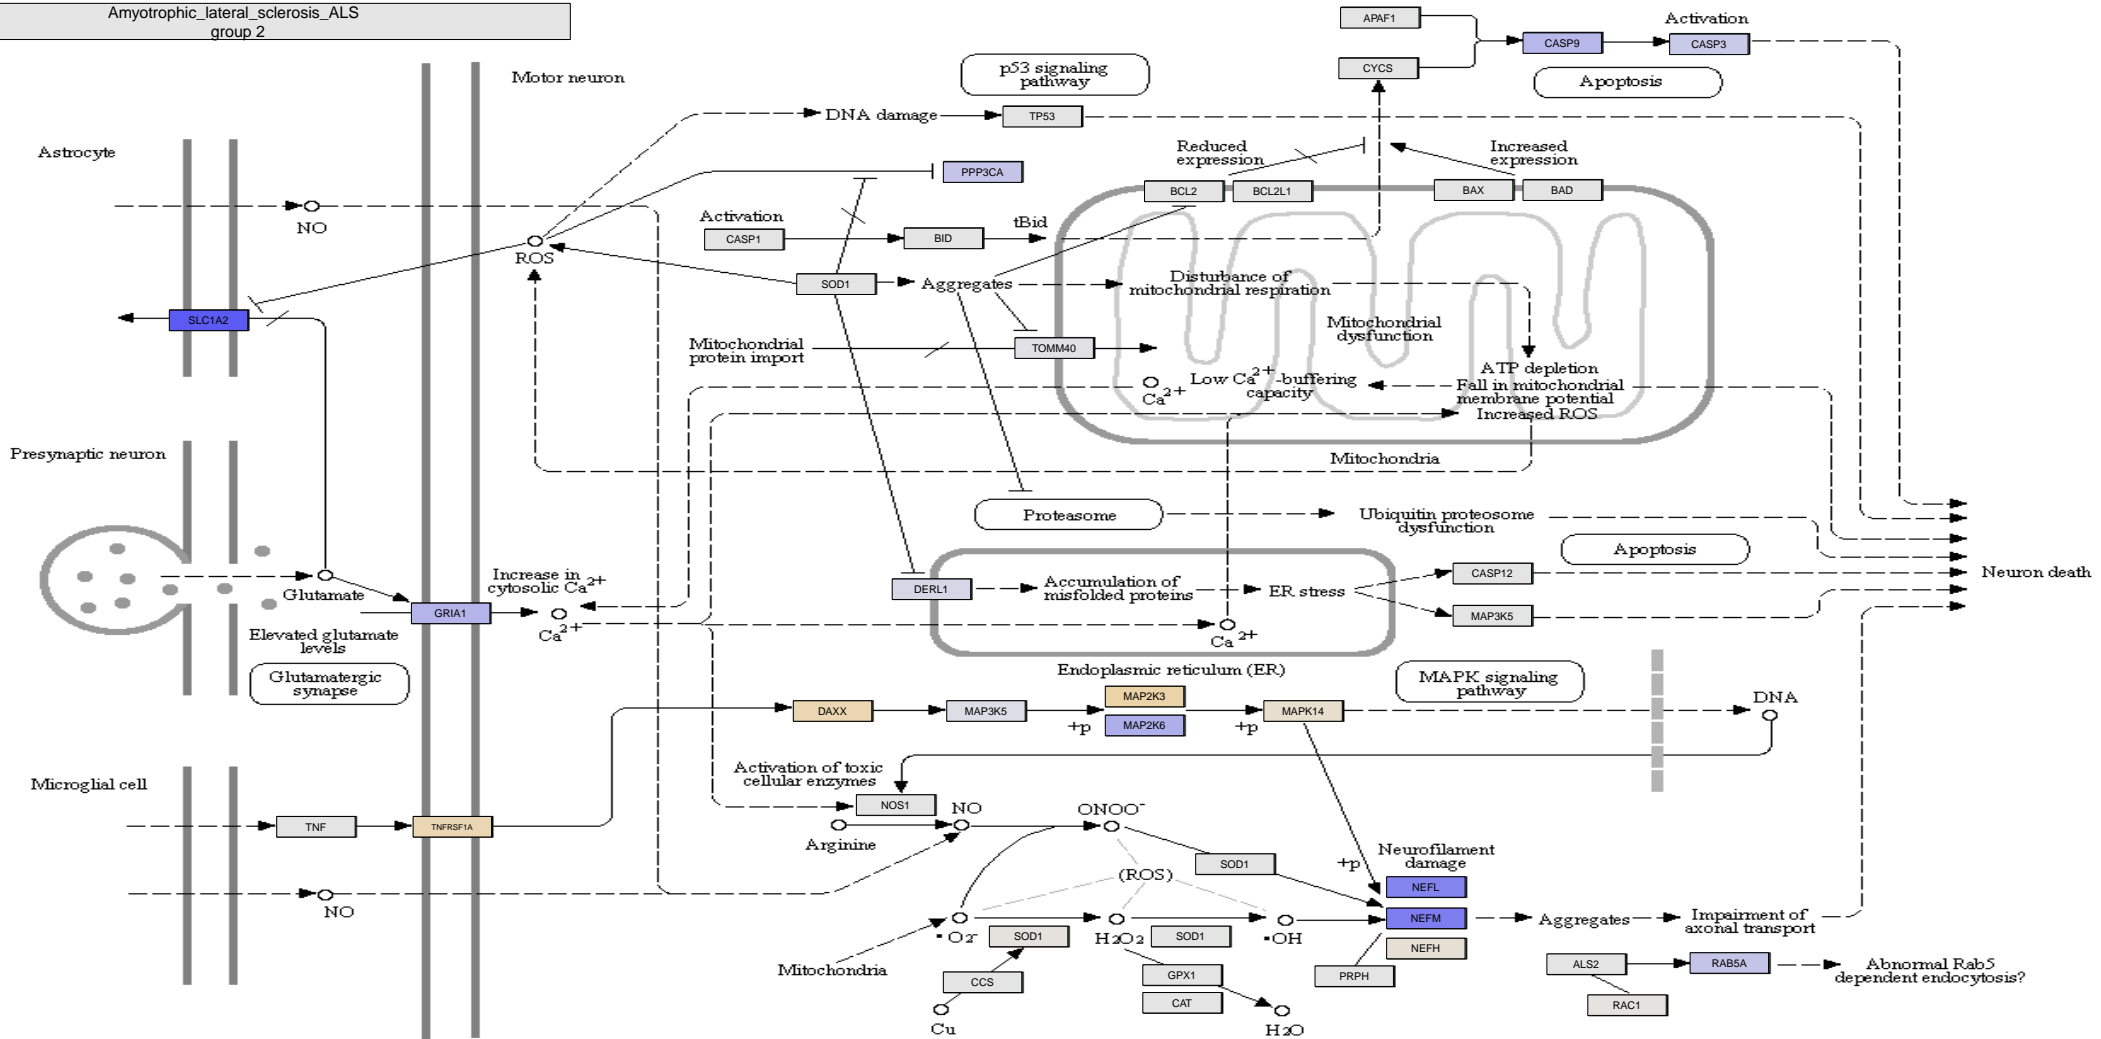 Amyotrophic_lateral_sclerosis_ALS
group 2
APAF1
Activation
CASP9
CASP3
CYCS
Apoptosis
Motor neuron
p53 signaling
pathway
DNA damage
TP53
Astrocyte
Reduced
expression
Increased
expression
PPP3CA
BCL2
BCL2L1
BAX
BAD
NO
Activation
CASP1
BID
tBid
ROS
SOD1
Aggregates
Disturbance of
mitochondrial respiration
SLC1A2
Mitochondrial
dysfunction
Mitochondrial
protein import
TOMM40
ATP depletion
Fall in mitochondrial
membrane potential
Increased ROS
Ca2+
Low Ca2+-buffering
capacity
Presynaptic neuron
Mitochondria
Proteasome
Ubiquitin proteosome
dysfunction
Apoptosis
Glutamate
Increase in
cytosolic Ca2+
GRIA1
Ca2+
DERL1
Accumulation of
misfolded proteins
ER stress
CASP12
MAP3K5
Neuron death
Elevated glutamate
levels
Ca2+
Glutamatergic
synapse
Endoplasmic reticulum (ER)
MAPK signaling
pathway
DNA
DAXX
MAP3K5
+p
MAP2K3
MAP2K6
+p
MAPK14
Microglial cell
Activation of toxic
cellular enzymes
NOS1
NO
ONOO-
TNF
TNFRSF1A
Arginine
SOD1
+p
Neurofilament
damage
(ROS)
NEFL
NEFM
NEFH
NO
•O2-
SOD1
H2O2
SOD1
•OH
Aggregates
Impairment of
axonal transport
Mitochondria
CCS
GPX1
CAT
PRPH
ALS2
RAB5A
RAC1
Abnormal Rab5
dependent endocytosis?
Cu
H2O